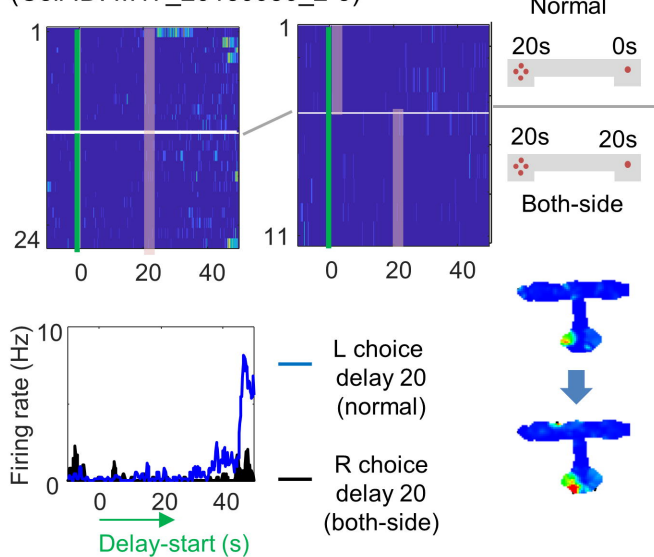 Normal
1
1
20s
0s
20s
20s
Both-side
24
11
0
20
40
0
20
40
10
Firing rate (Hz)
0
0
20
40
Delay-start (s)
L choice
delay 20
(normal)
R choice
delay 20
(both-side)